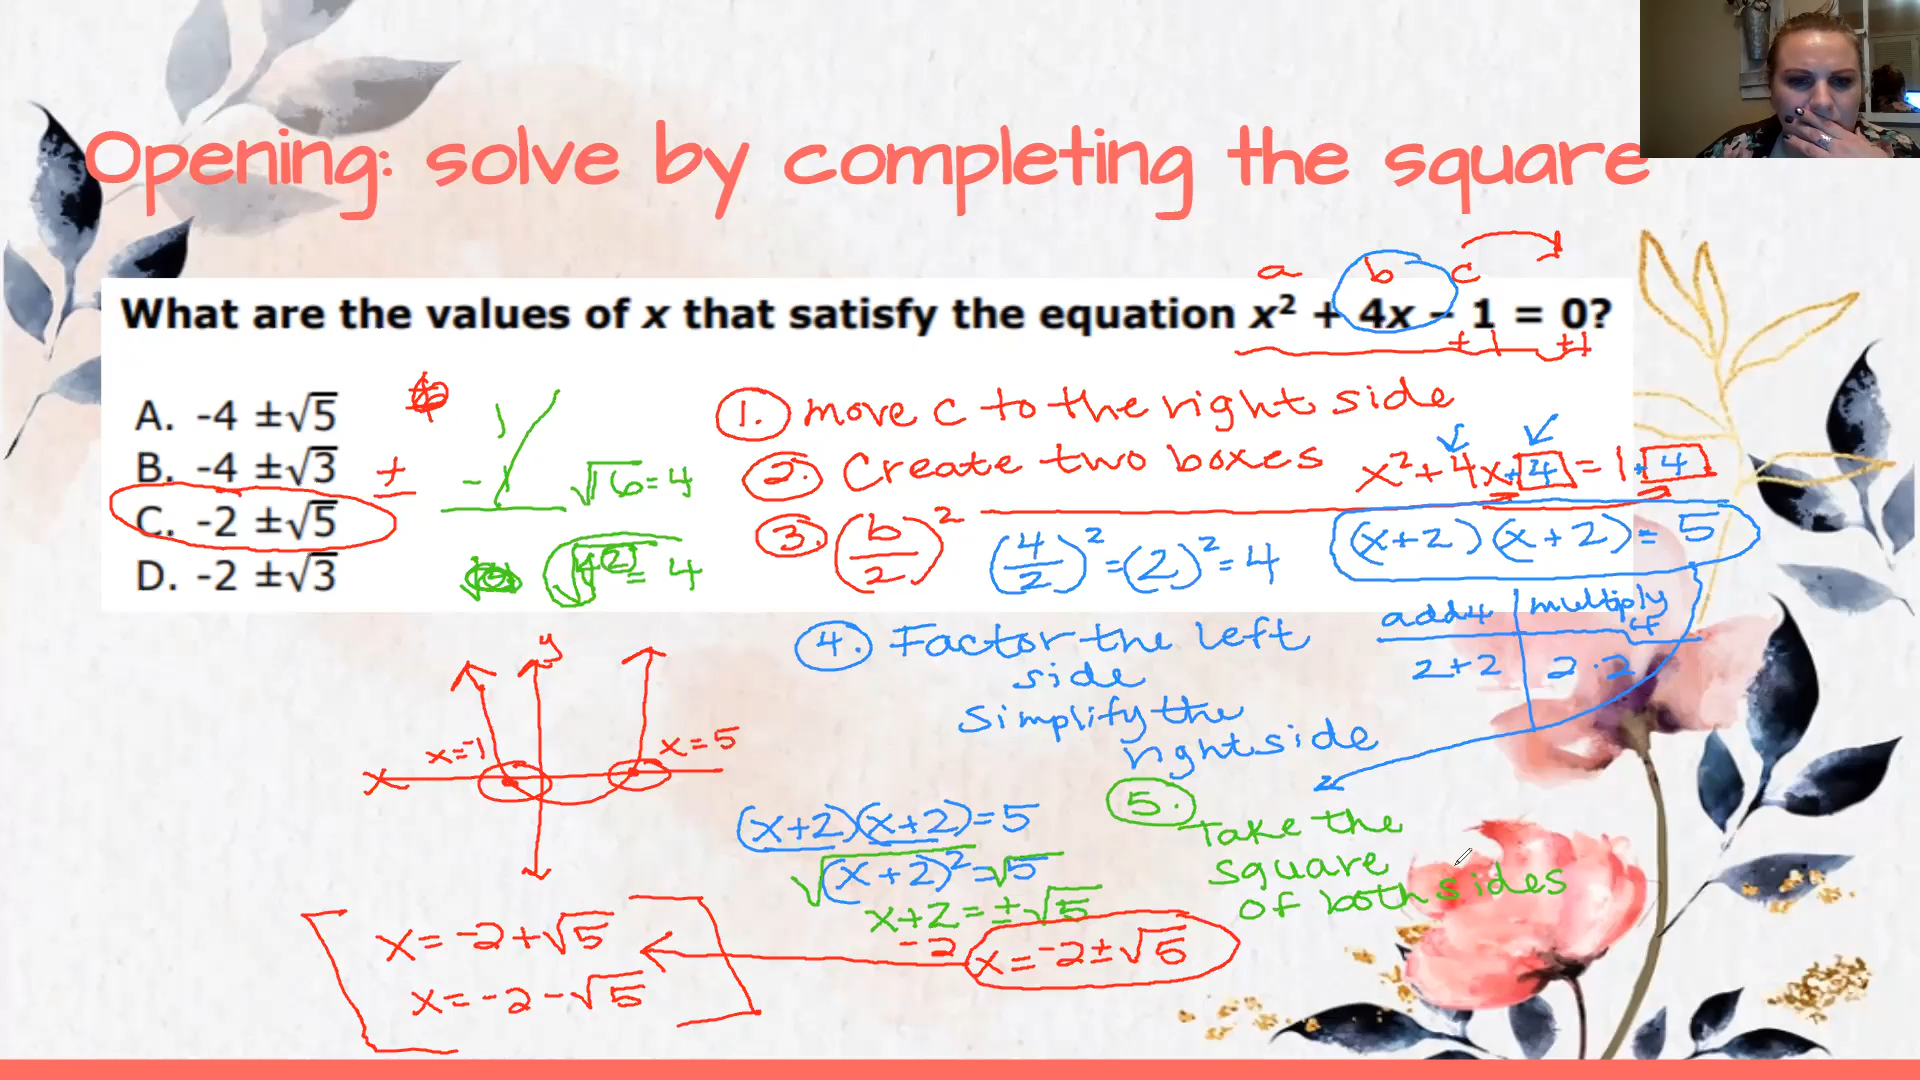 Opening: solve by completing the square
a b c
What are the values of x that satisfy the equation x² + 4x − 1 = 0?
+1 +1
A. -4 ±√5
B. -4 ±√3
C. -2 ±√5
D. -2 ±√3
±
√16=4
=4
1. move c to the right side
2. Create two boxes x²+4x+4=1+4
3. (b/2)² (4/2)²=(2)²=4 (x+2)(x+2)=5
add 4 multiply 4
2+2 2·2
4. Factor the left
side
simplify the
right side
y
x=-1 x=5
x
5. Take the
square
of both sides
(x+2)(x+2)=5
√(x+2)²=√5
x+2=±√5
-2 x=-2±√5
x=-2+√5
x=-2-√5